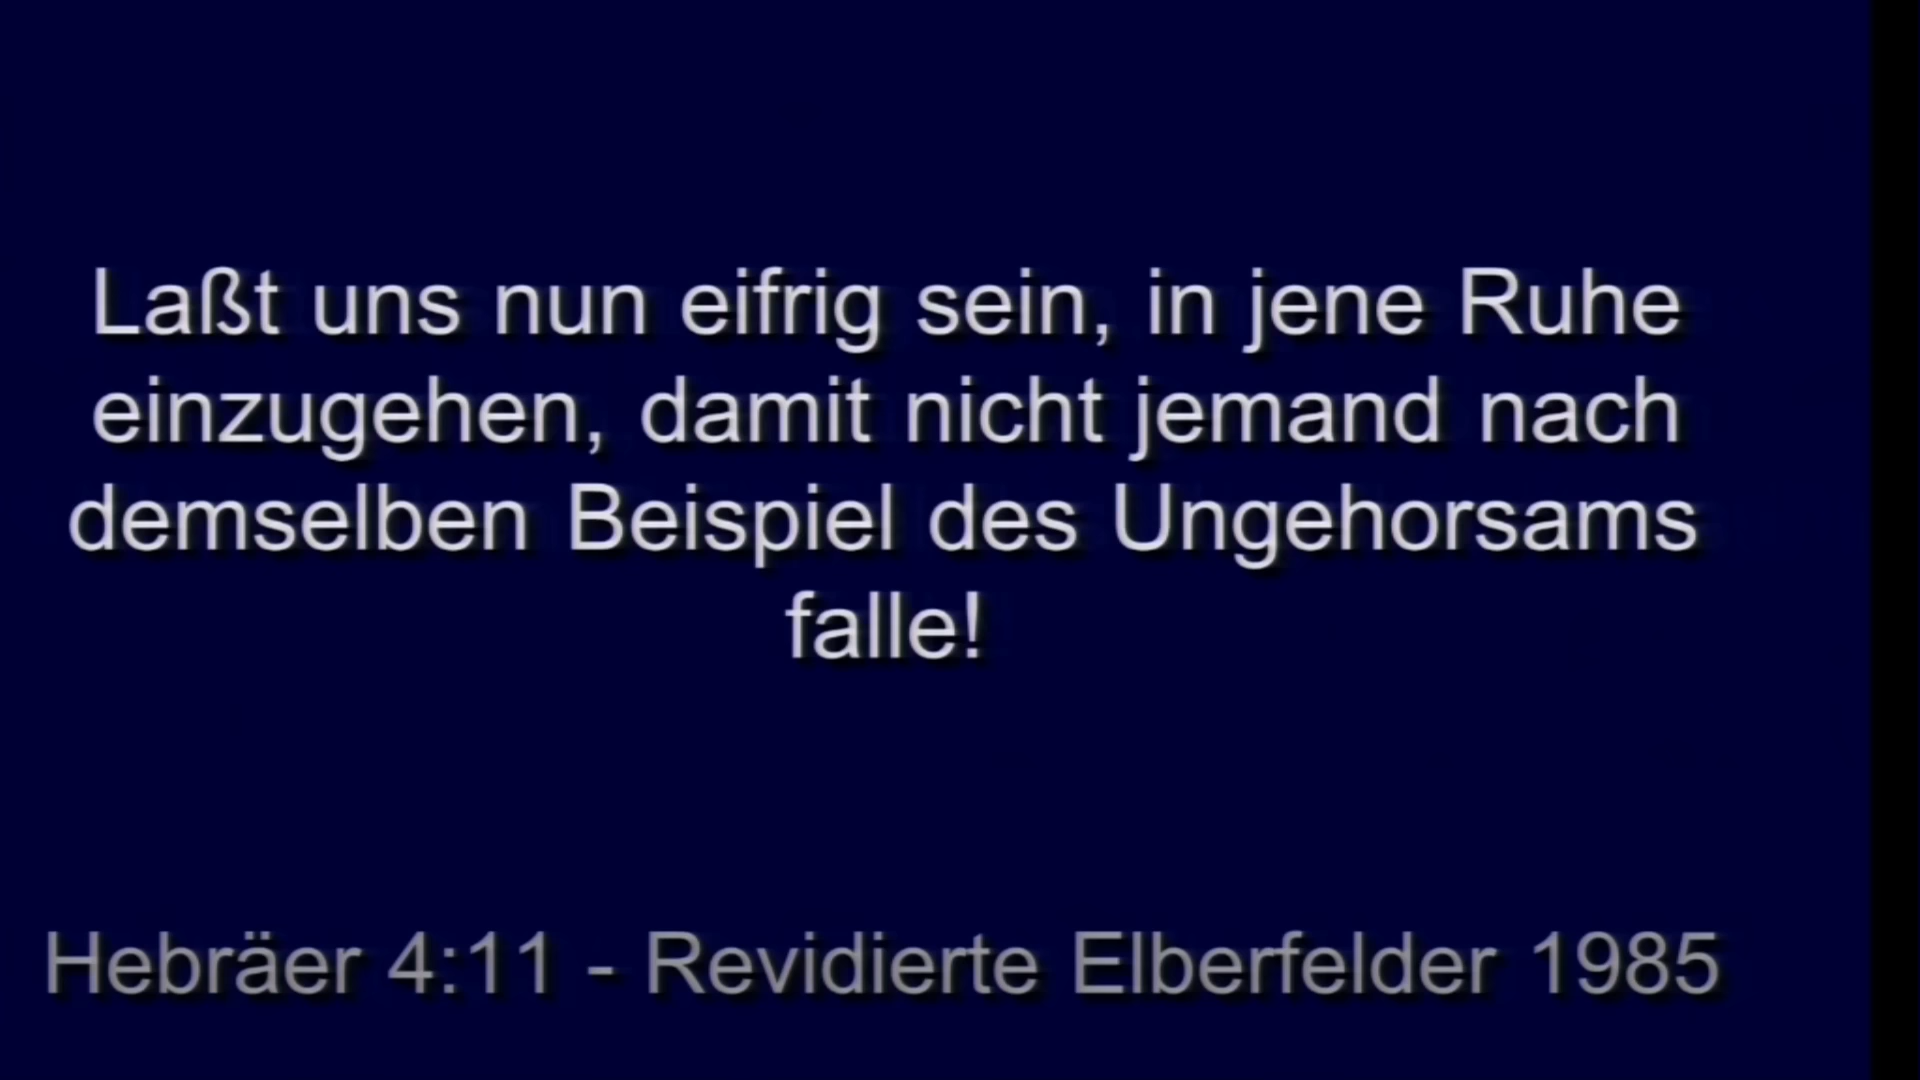 Laßt uns nun eifrig sein, in jene Ruhe
einzugehen, damit nicht jemand nach
demselben Beispiel des Ungehorsams
falle!
Hebräer 4:11 - Revidierte Elberfelder 1985